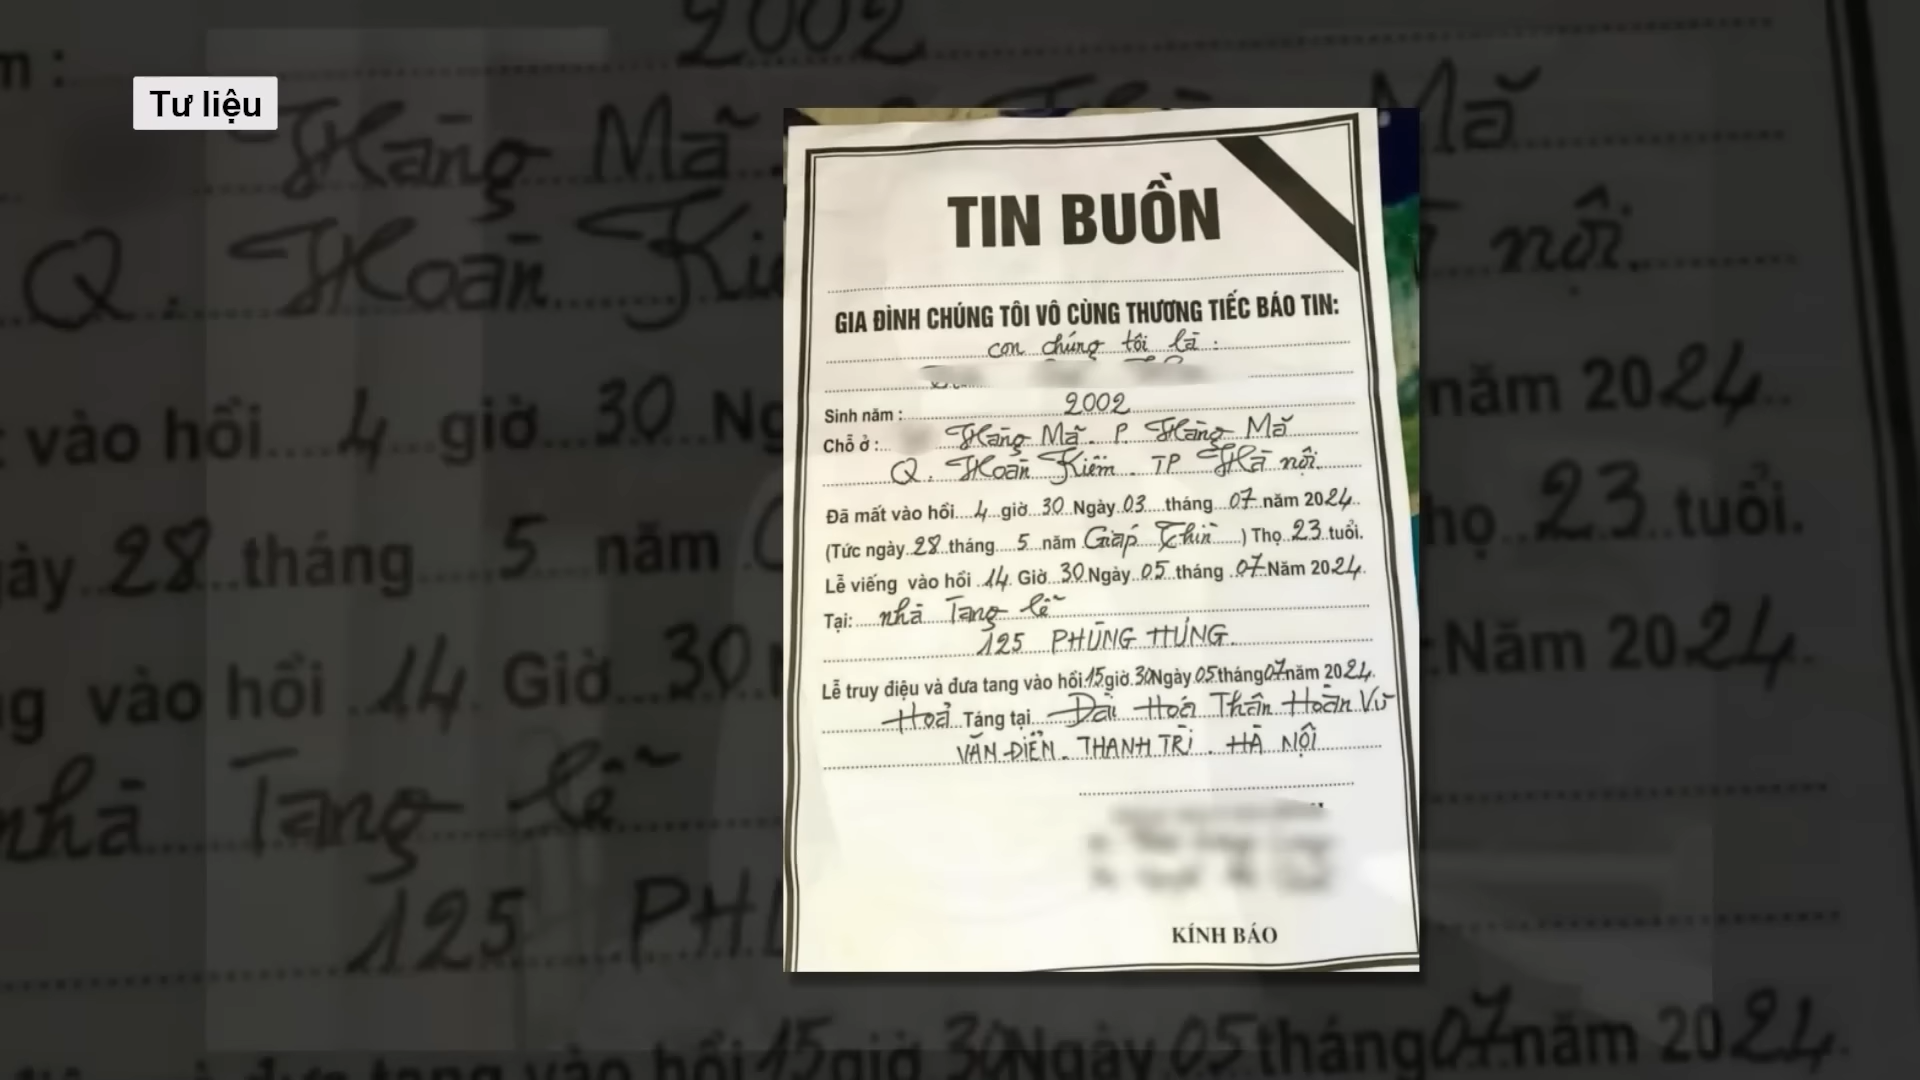 Tư liệu
TIN BUỒN
GIA ĐÌNH CHÚNG TÔI VÔ CÙNG THƯƠNG TIẾC BÁO TIN:
con chúng tôi là :
Sinh năm : 2002
Chỗ ở : Hàng Mã . P. Hàng Mã
Q. Hoàn Kiếm . TP Hà nội.
Đã mất vào hồi 4 giờ 30 Ngày 03 tháng 07 năm 2024
(Tức ngày 28 tháng 5 năm Giáp Thìn ) Thọ 23 tuổi.
Lễ viếng vào hồi 14 Giờ 30 Ngày 05 tháng 07 Năm 2024
Tại: nhà Tang lễ
125 PHÙNG HƯNG.
Lễ truy điệu và đưa tang vào hồi 15 giờ 30 Ngày 05 tháng 07 năm 2024
Hoả Táng tại Đài Hoá Thân Hoàn Vũ
VĂN ĐIỂN . THANH TRÌ . HÀ NỘI
KÍNH BÁO